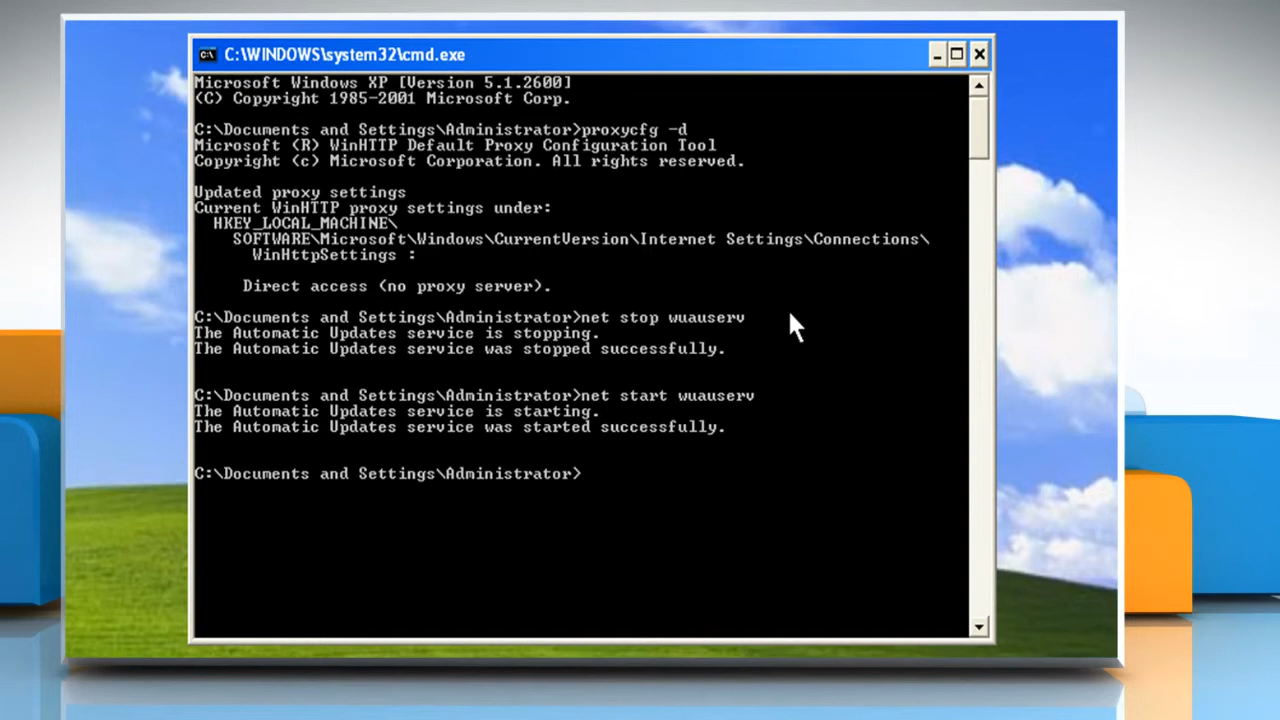 C:\WINDOWS\system32\cmd.exe
Microsoft Windows XP [Version 5.1.2600]
(C) Copyright 1985-2001 Microsoft Corp.
C:\Documents and Settings\Administrator>proxycfg -d
Microsoft (R) WinHTTP Default Proxy Configuration Tool
Copyright (c) Microsoft Corporation. All rights reserved.
Updated proxy settings
Current WinHTTP proxy settings under:
HKEY_LOCAL_MACHINE\
SOFTWARE\Microsoft\Windows\CurrentVersion\Internet Settings\Connections\
WinHttpSettings :
Direct access (no proxy server).
C:\Documents and Settings\Administrator>net stop wuauserv
The Automatic Updates service is stopping.
The Automatic Updates service was stopped successfully.
C:\Documents and Settings\Administrator>net start wuauserv
The Automatic Updates service is starting.
The Automatic Updates service was started successfully.
C:\Documents and Settings\Administrator>